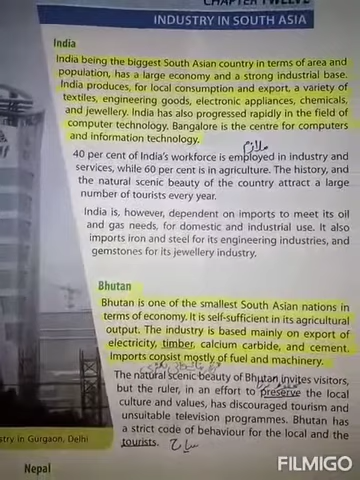 CHAPTER TWELVE
INDUSTRY IN SOUTH ASIA
India
India being the biggest South Asian country in terms of area and
population, has a large economy and a strong industrial base.
India produces, for local consumption and export, a variety of
textiles, engineering goods, electronic appliances, chemicals,
and jewellery. India has also progressed rapidly in the field of
computer technology. Bangalore is the centre for computers
and information technology.
ملازم
40 per cent of India's workforce is employed in industry and
services, while 60 per cent is in agriculture. The history, and
the natural scenic beauty of the country attract a large
number of tourists every year.
India is, however, dependent on imports to meet its oil
and gas needs, for domestic and industrial use. It also
imports iron and steel for its engineering industries, and
gemstones for its jewellery industry.
Bhutan
Bhutan is one of the smallest South Asian nations in
terms of economy. It is self-sufficient in its agricultural
output. The industry is based mainly on export of
electricity, timber, calcium carbide, and cement.
Imports consist mostly of fuel and machinery.
The natural scenic beauty of Bhutan invites visitors,
but the ruler, in an effort to preserve the local
culture and values, has discouraged tourism and
unsuitable television programmes. Bhutan has
a strict code of behaviour for the local and the
tourists. سیاح
stry in Gurgaon, Delhi
Nepal
FILMIGO